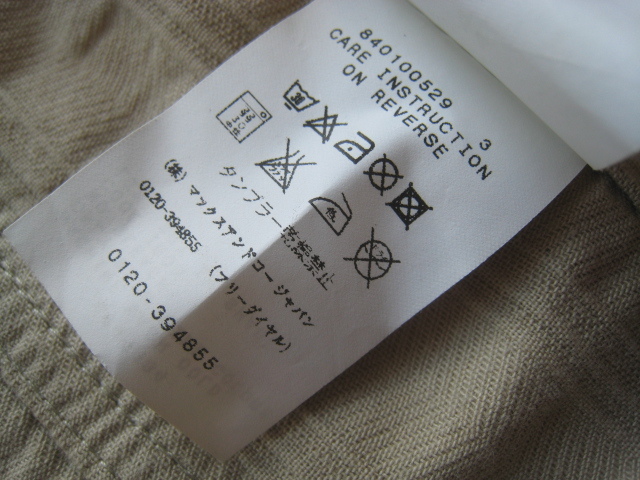 840100529 3
CARE INSTRUCTION
ON REVERSE
タンブラー乾燥禁止
(株) マックスアンドコー ジャパン
0120-394855 (フリーダイヤル)
0120-394855